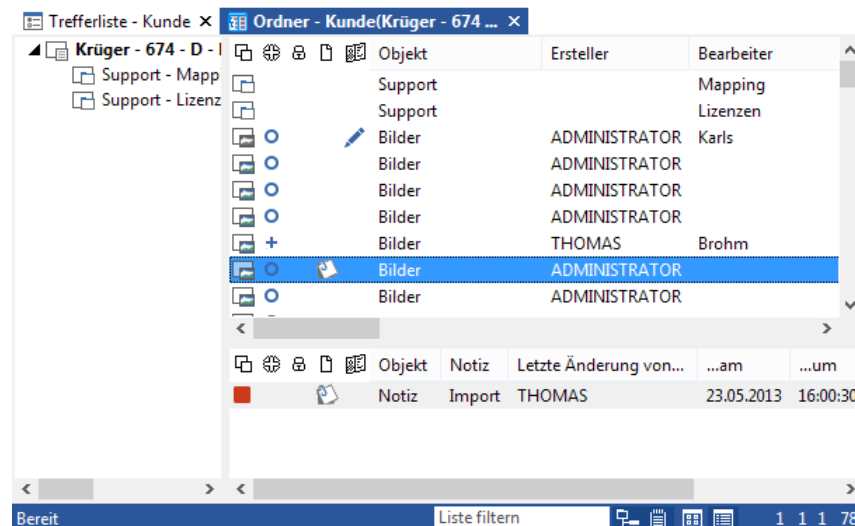 Trefferliste - Kunde Ordner - Kunde(Krüger - 674 ...
Krüger - 674 - D -
Support - Mapp
Support - Lizenz
Objekt Ersteller Bearbeiter
Support Mapping
Support Lizenzen
Bilder ADMINISTRATOR Karls
Bilder ADMINISTRATOR
Bilder ADMINISTRATOR
Bilder ADMINISTRATOR
Bilder THOMAS Brohm
Bilder ADMINISTRATOR
Bilder ADMINISTRATOR
Objekt Notiz Letzte Änderung von... ...am ...um
Notiz Import THOMAS 23.05.2013 16:00:30
Bereit Liste filtern 1 1 1 78